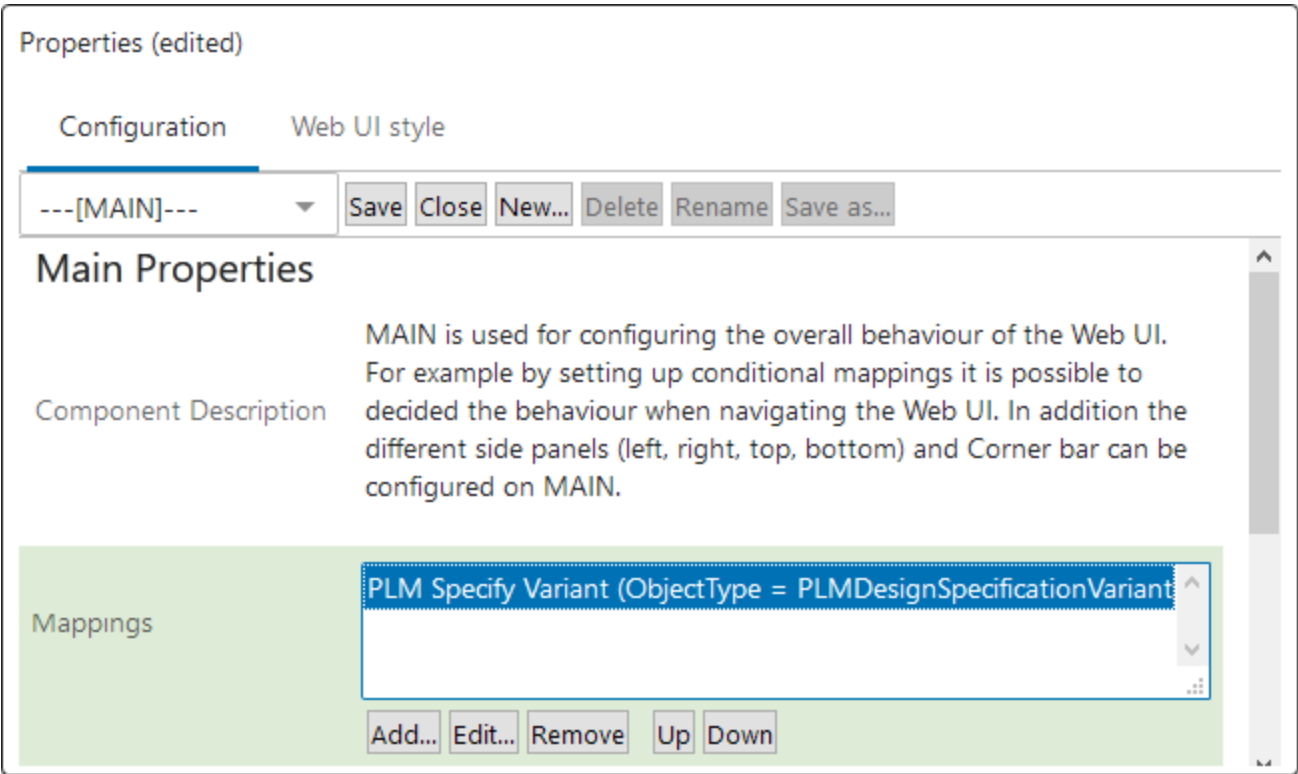 Properties (edited)
Configuration Web UI style
---[MAIN]--- Save Close New... Delete Rename Save as...
Main Properties
MAIN is used for configuring the overall behaviour of the Web UI.
For example by setting up conditional mappings it is possible to
Component Description decided the behaviour when navigating the Web UI. In addition the
different side panels (left, right, top, bottom) and Corner bar can be
configured on MAIN.
PLM Specify Variant (ObjectType = PLMDesignSpecificationVariant
Mappings
Add... Edit... Remove Up Down